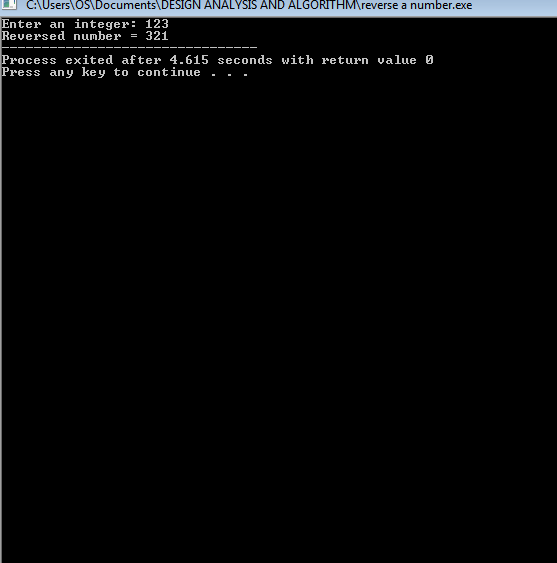 C:\Users\OS\Documents\DESIGN ANALYSIS AND ALGORITHM\reverse a number.exe
Enter an integer: 123
Reversed number = 321
--------------------------------
Process exited after 4.615 seconds with return value 0
Press any key to continue . . .